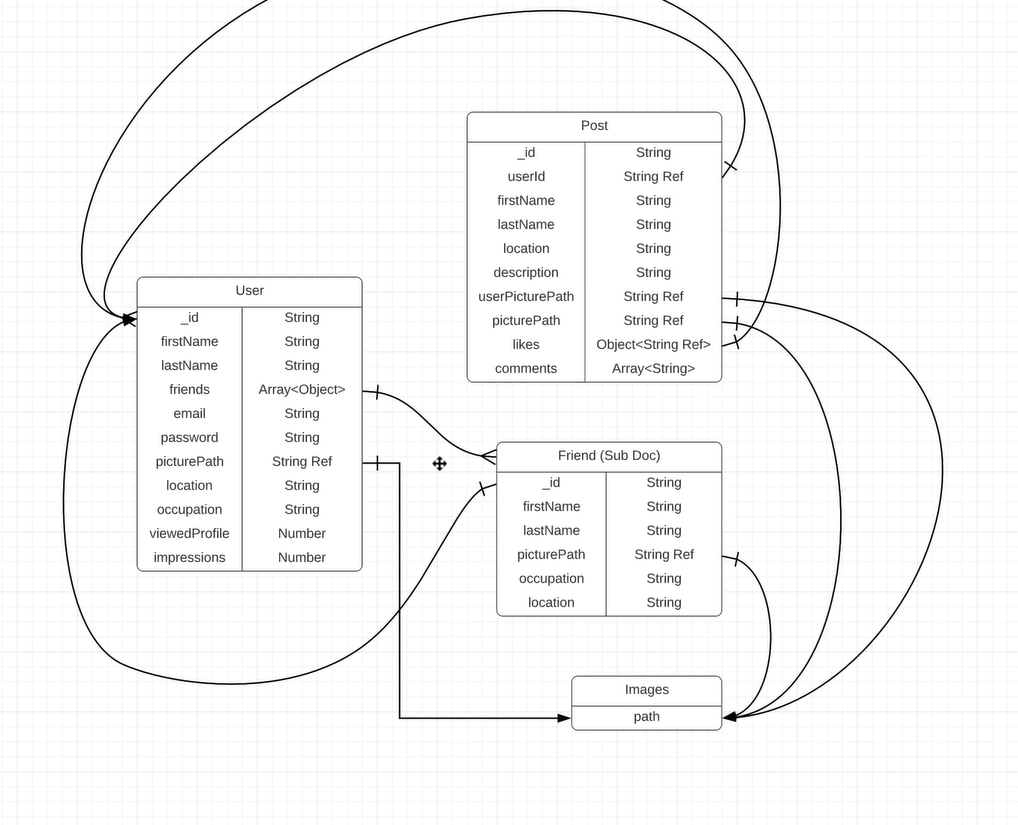 Post
_id String
userId String Ref
firstName String
lastName String
location String
description String
userPicturePath String Ref
picturePath String Ref
likes Object<String Ref>
comments Array<String>
User
_id String
firstName String
lastName String
friends Array<Object>
email String
password String
picturePath String Ref
location String
occupation String
viewedProfile Number
impressions Number
Friend (Sub Doc)
_id String
firstName String
lastName String
picturePath String Ref
occupation String
location String
Images
path